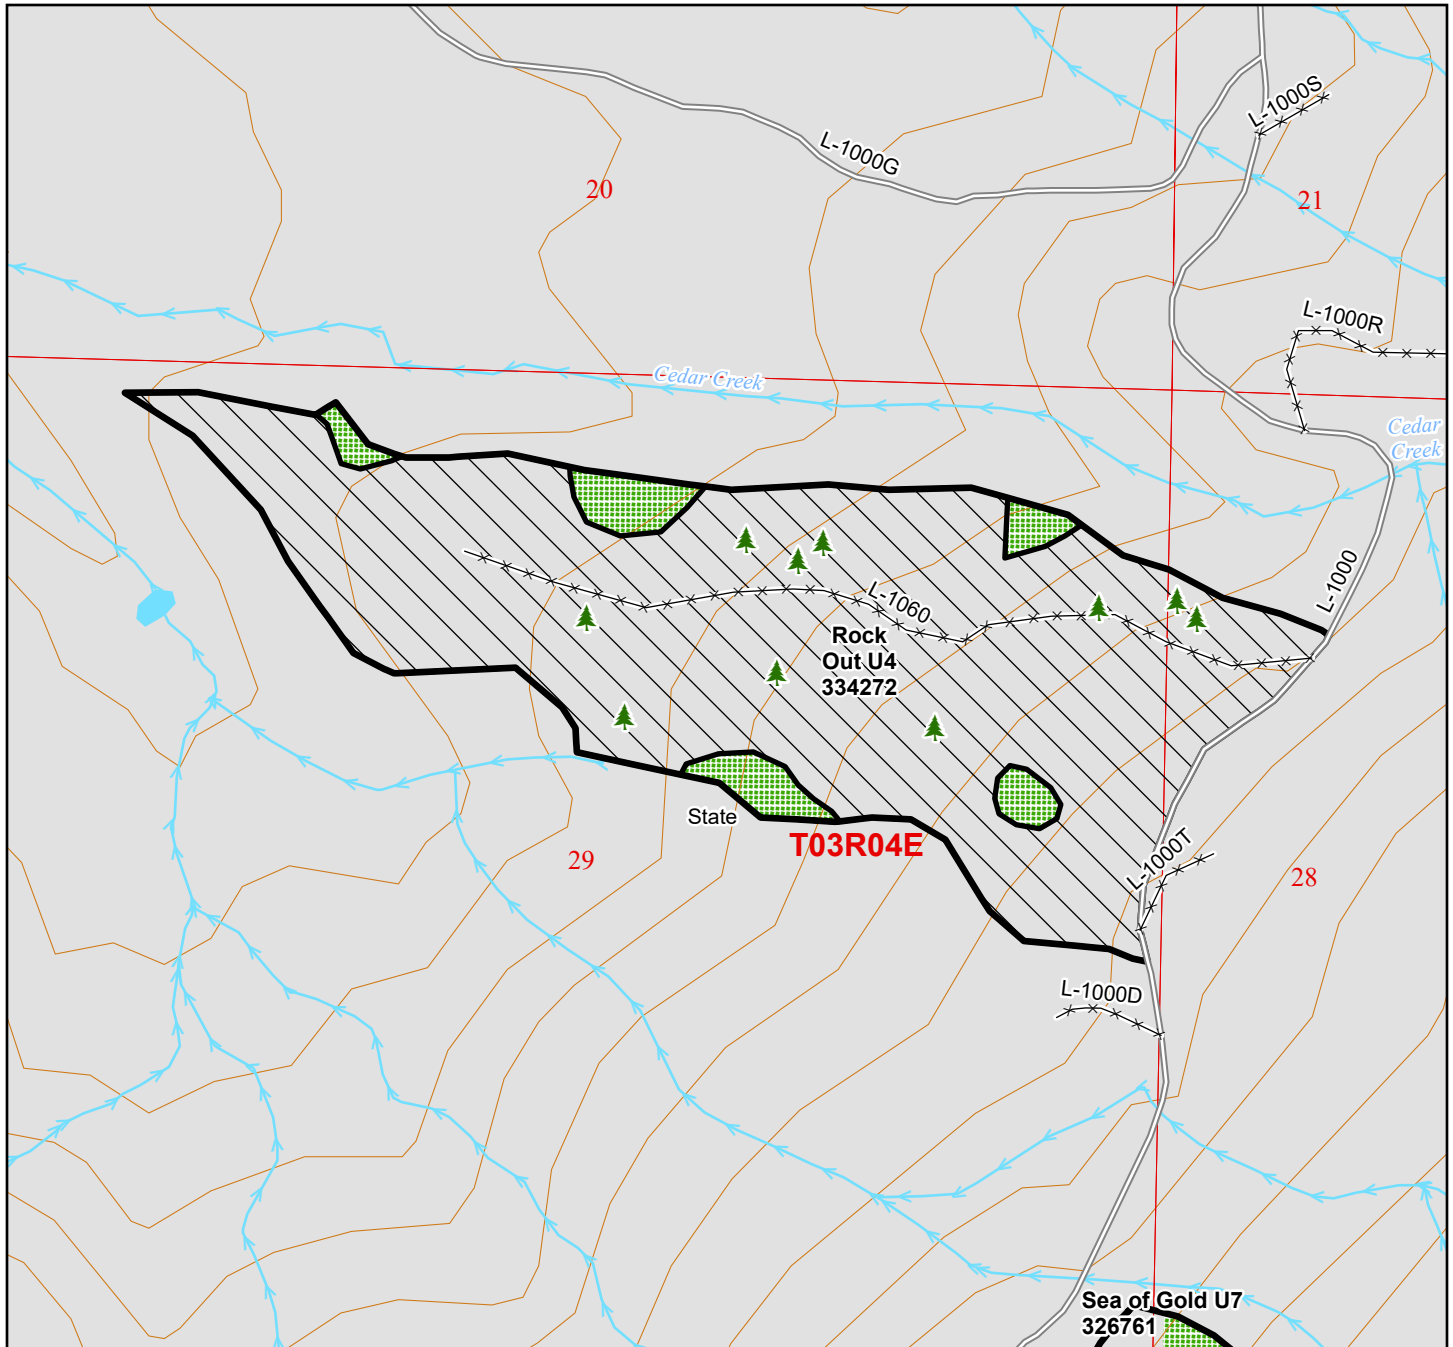 L-1000S
L-1000G
20
21
L-1000R
Cedar Creek
Cedar
Creek
L-1000
L-1060
Rock
Out U4
334272
State
T03R04E
29
L-1000T
28
L-1000D
Sea of Gold U7
326761